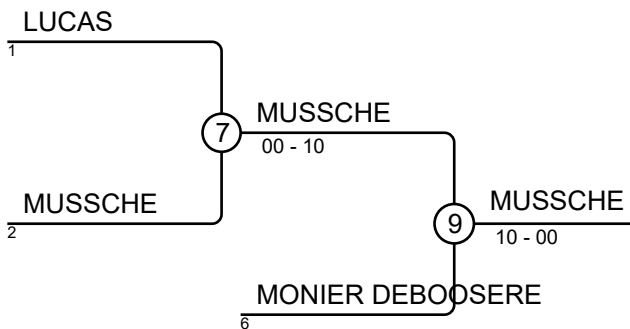 LUCAS
1
7
MUSSCHE
00 - 10
MUSSCHE
2
9
MUSSCHE
10 - 00
MONIER DEBOOSERE
6